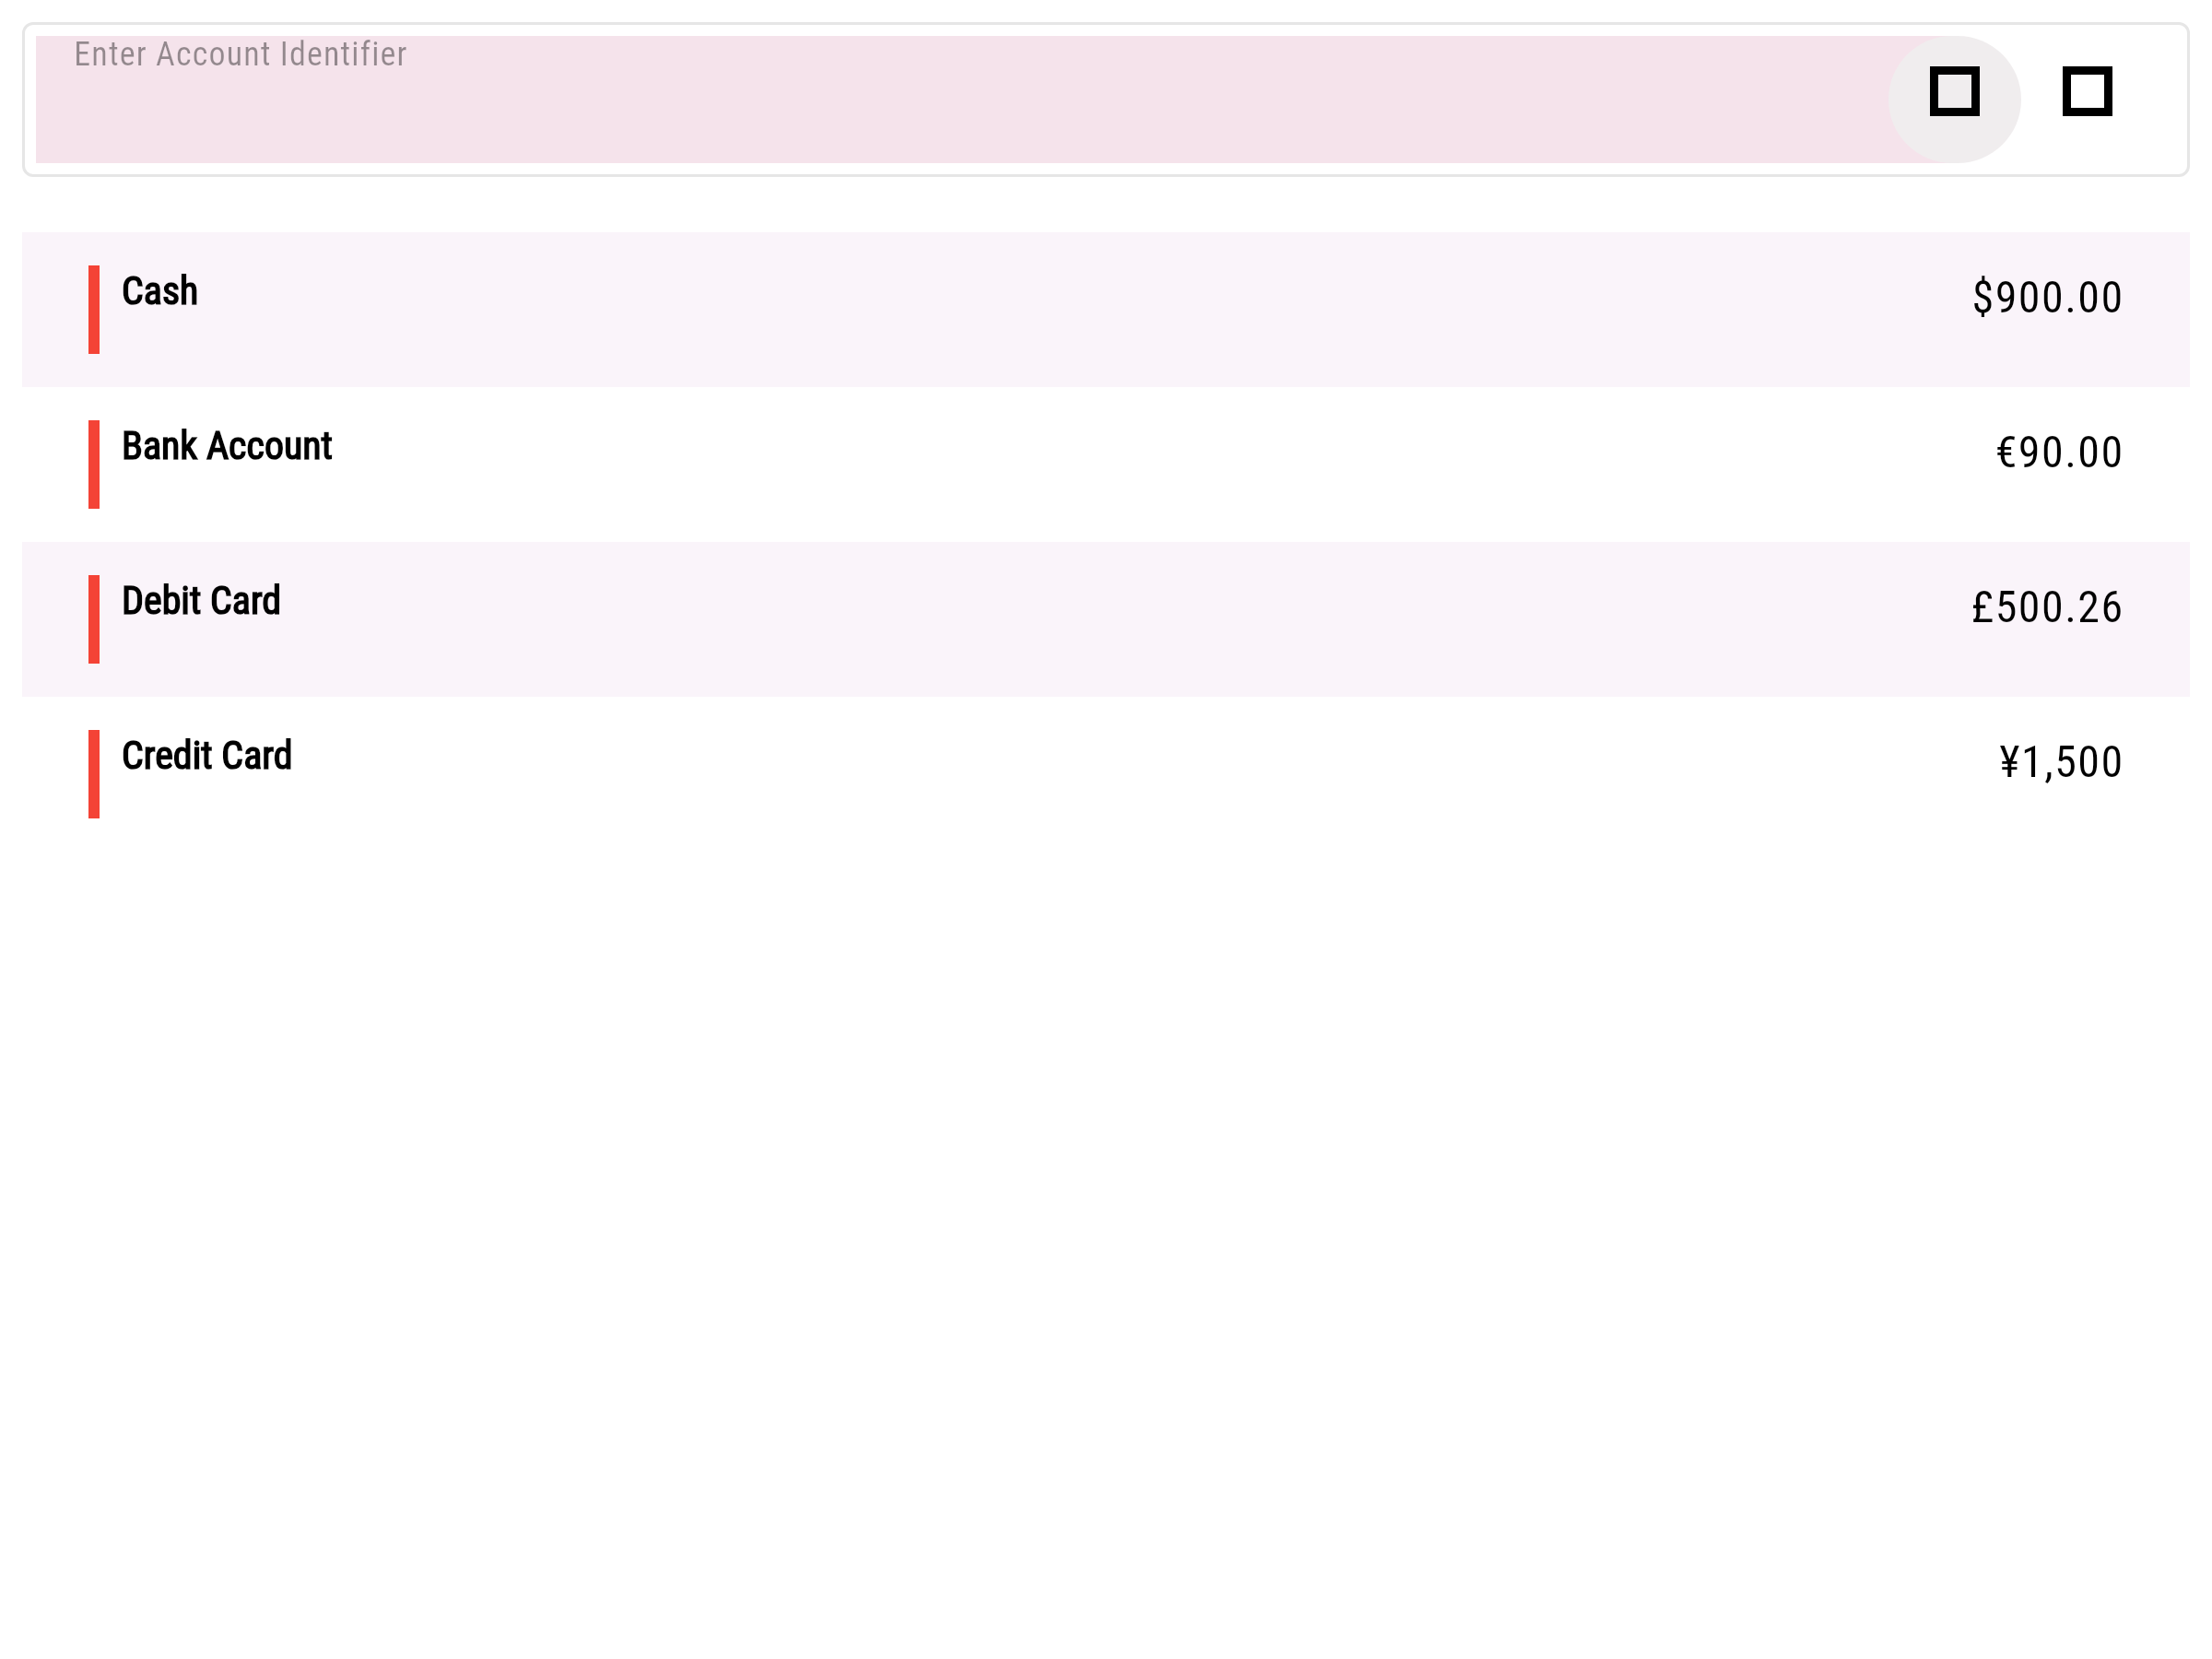 Enter Account Identifier
Cash
$900.00
Bank Account
€90.00
Debit Card
£500.26
Credit Card
¥1,500